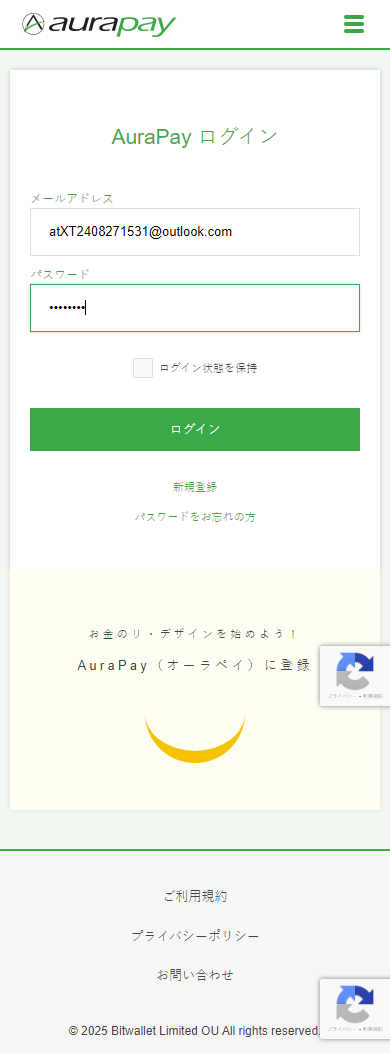 aurapay
AuraPay ログイン
メールアドレス
atXT2408271531@outlook.com
パスワード
••••••••
ログイン状態を保持
ログイン
新規登録
パスワードをお忘れの方
お金のリ・デザインを始めよう！
AuraPay（オーラペイ）に登録
プライバシー - 利用規約
ご利用規約
プライバシーポリシー
お問い合わせ
プライバシー - 利用規約
© 2025 Bitwallet Limited OU All rights reserved.